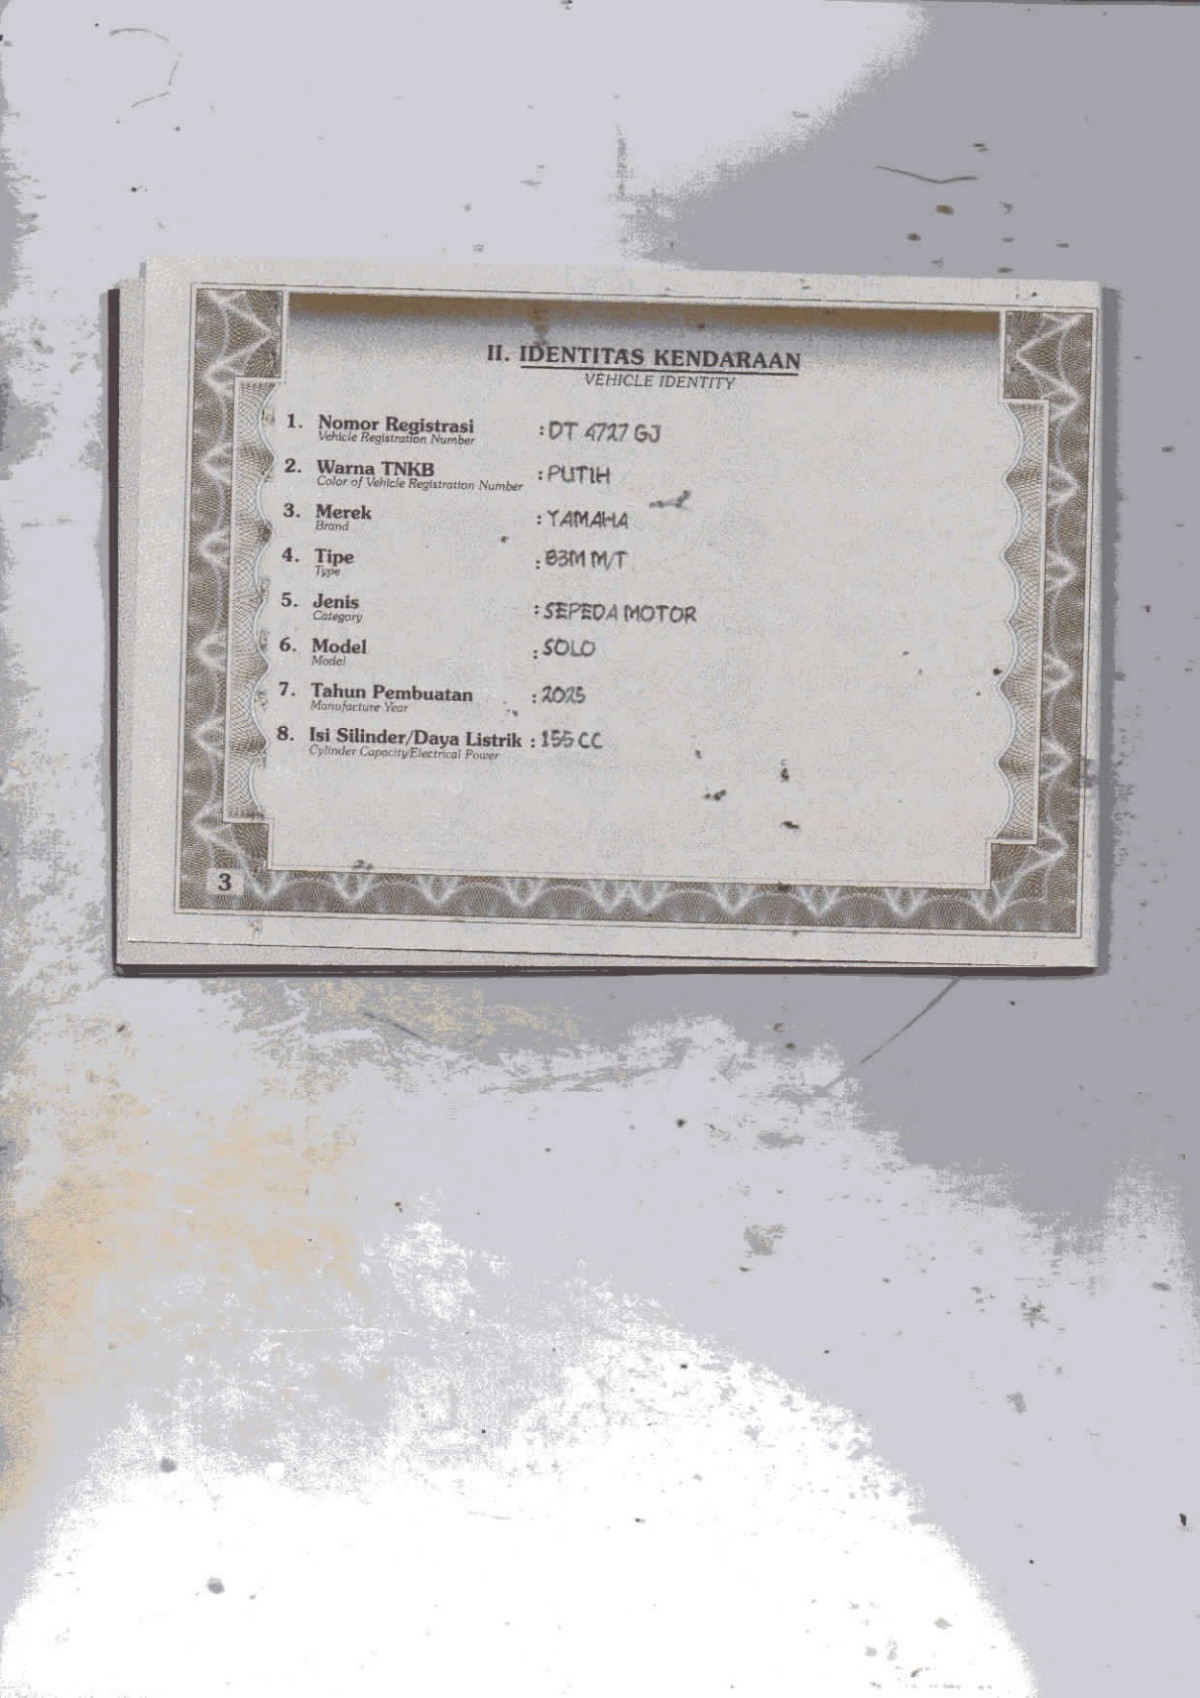 II. IDENTITAS KENDARAAN
VEHICLE IDENTITY
1. Nomor Registrasi : DT 4727 GJ
Vehicle Registration Number
2. Warna TNKB : PUTIH
Color of Vehicle Registration Number
3. Merek : YAMAHA
Brand
4. Tipe : B3M M/T
Type
5. Jenis : SEPEDA MOTOR
Category
6. Model : SOLO
Model
7. Tahun Pembuatan : 2025
Manufacture Year
8. Isi Silinder/Daya Listrik : 155 CC
Cylinder Capacity/Electrical Power
3